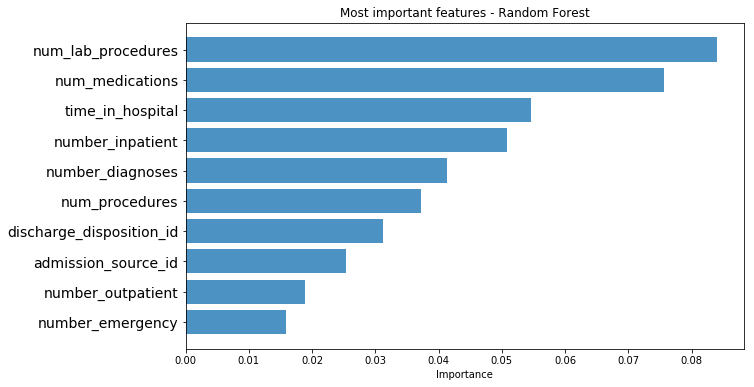 Most important features - Random Forest
num_lab_procedures
num_medications
time_in_hospital
number_inpatient
number_diagnoses
num_procedures
discharge_disposition_id
admission_source_id
number_outpatient
number_emergency
0.00 0.01 0.02 0.03 0.04 0.05 0.06 0.07 0.08
Importance